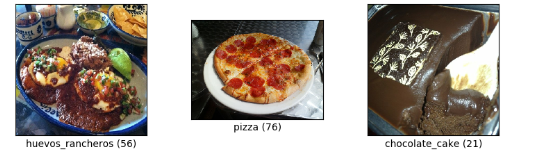 huevos_rancheros (56)
pizza (76)
chocolate_cake (21)